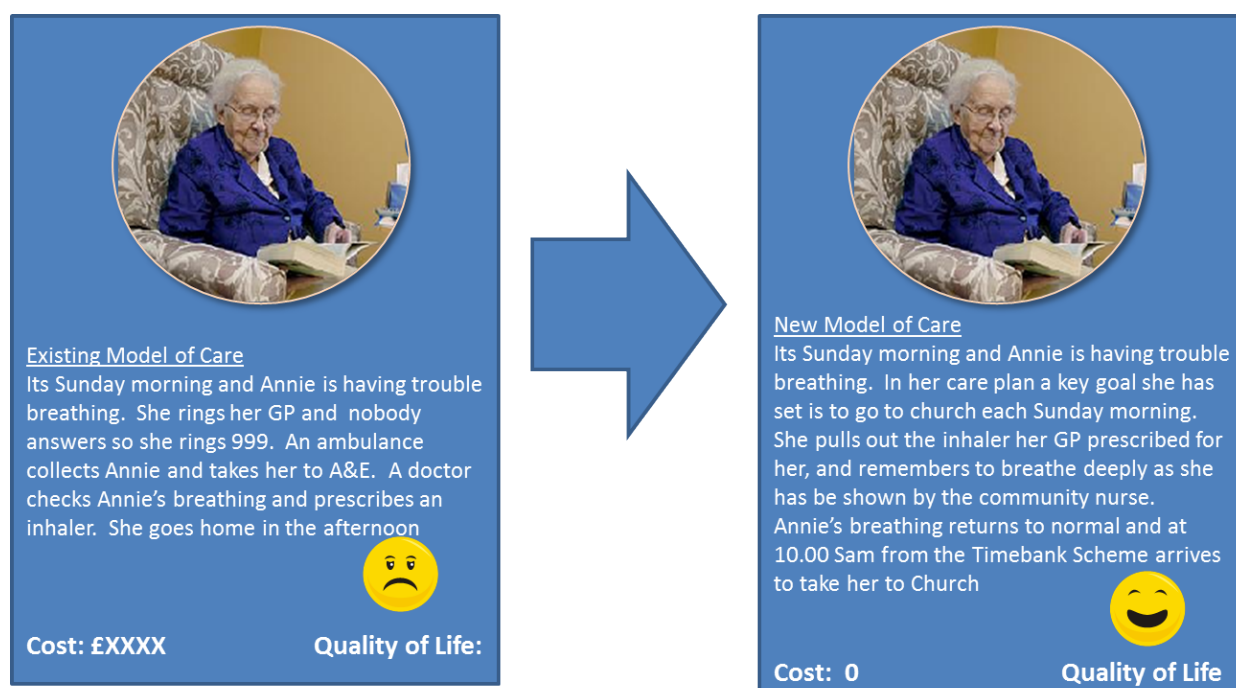 Existing Model of Care
Its Sunday morning and Annie is having trouble
breathing.  She rings her GP and  nobody
answers so she rings 999.  An ambulance
collects Annie and takes her to A&E.  A doctor
checks Annie's breathing and prescribes an
inhaler.  She goes home in the afternoon
Cost: £XXXX
Quality of Life:
New Model of Care
Its Sunday morning and Annie is having trouble
breathing.  In her care plan a key goal she has
set is to go to church each Sunday morning.
She pulls out the inhaler her GP prescribed for
her, and remembers to breathe deeply as she
has be shown by the community nurse.
Annie's breathing returns to normal and at
10.00 Sam from the Timebank Scheme arrives
to take her to Church
Cost:  0
Quality of Life